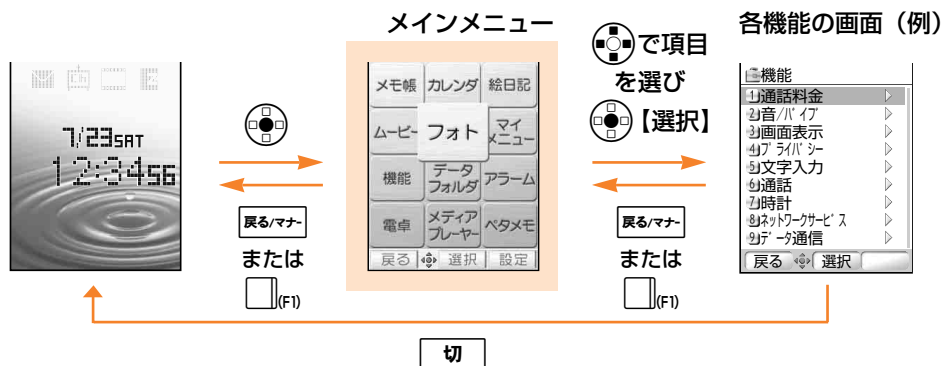 メインメニュー
各機能の画面（例）
で項目
を選び
【選択】
7/23SAT
12:3456
戻る/マナー
または
(F1)
メモ帳 カレンダ 絵日記
ムービー フォト マイメニュー
機能 データフォルダ アラーム
電卓 メディアプレーヤー ペタメモ
戻る 選択 設定
戻る/マナー
または
(F1)
機能
1通話料金
2音/バイブ
3画面表示
4プライバシー
5文字入力
6通話
7時計
8ネットワークサービス
9データ通信
戻る 選択
切